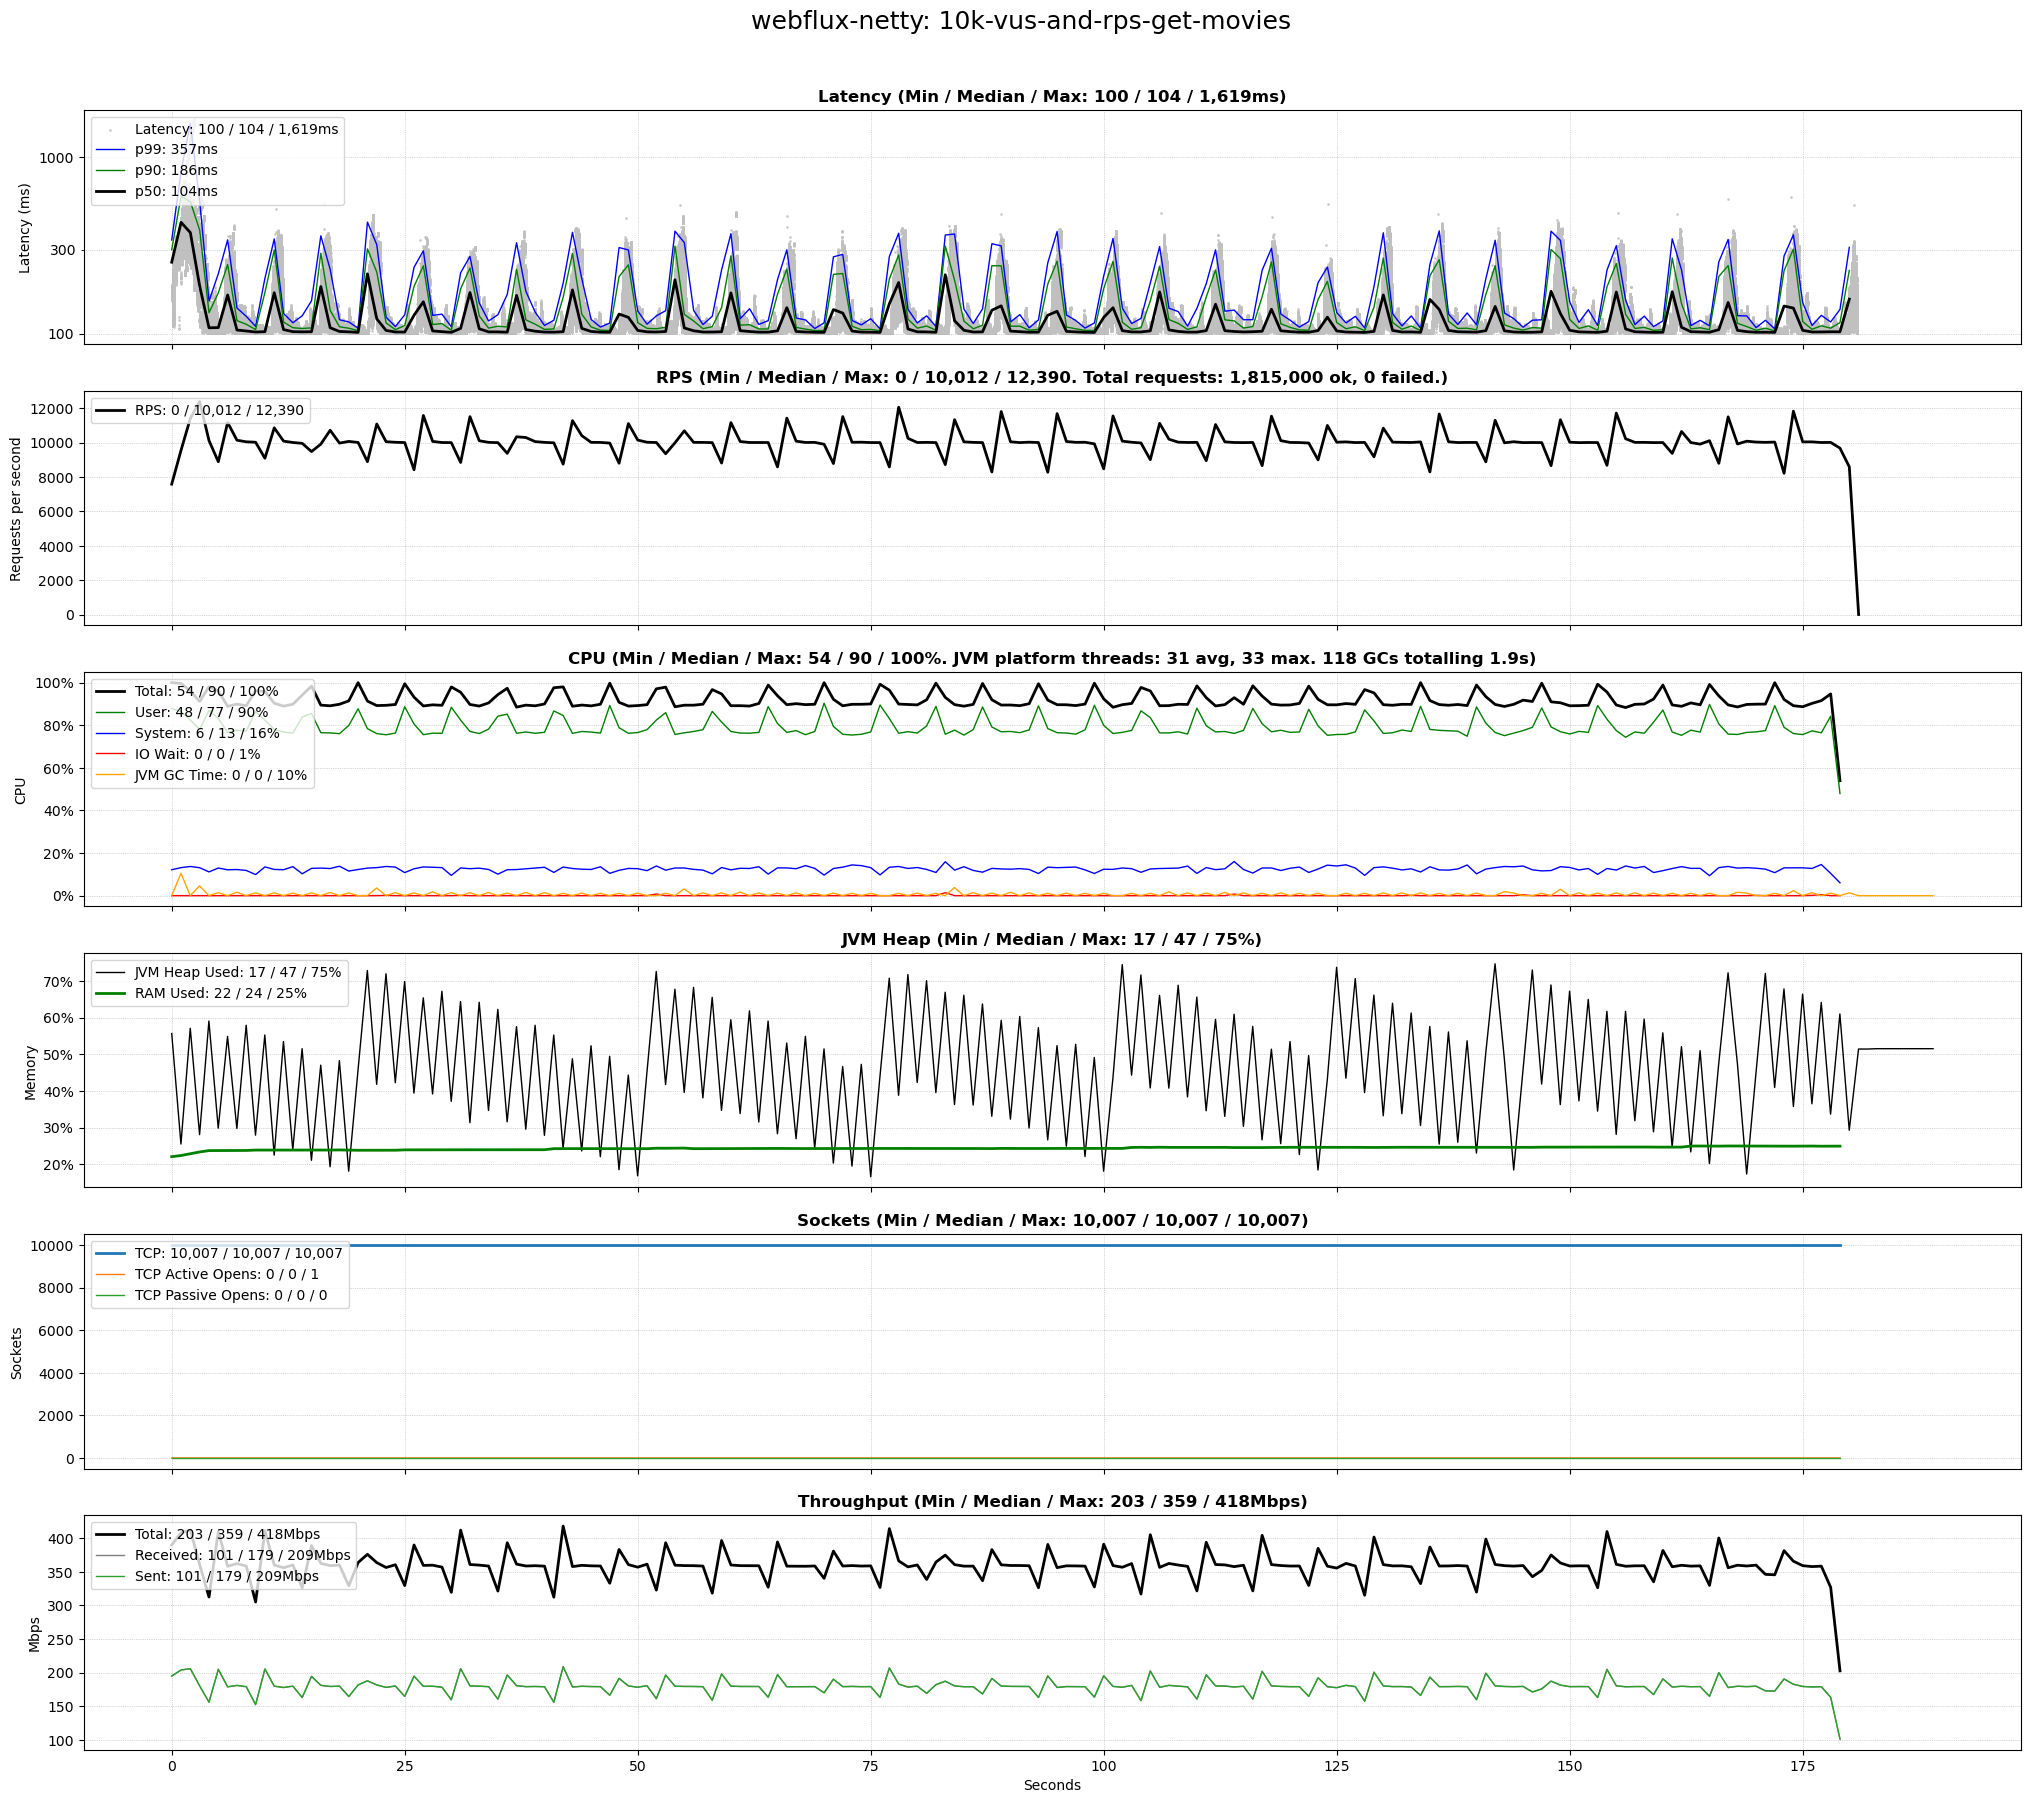 webflux-netty: 10k-vus-and-rps-get-movies
Latency (Min / Median / Max: 100 / 104 / 1,619ms)
Latency (ms)
1000
300
100
Latency: 100 / 104 / 1,619ms
p99: 357ms
p90: 186ms
p50: 104ms
RPS (Min / Median / Max: 0 / 10,012 / 12,390. Total requests: 1,815,000 ok, 0 failed.)
Requests per second
12000
10000
8000
6000
4000
2000
0
RPS: 0 / 10,012 / 12,390
CPU (Min / Median / Max: 54 / 90 / 100%. JVM platform threads: 31 avg, 33 max. 118 GCs totalling 1.9s)
CPU
100%
80%
60%
40%
20%
0%
Total: 54 / 90 / 100%
User: 48 / 77 / 90%
System: 6 / 13 / 16%
IO Wait: 0 / 0 / 1%
JVM GC Time: 0 / 0 / 10%
JVM Heap (Min / Median / Max: 17 / 47 / 75%)
Memory
70%
60%
50%
40%
30%
20%
JVM Heap Used: 17 / 47 / 75%
RAM Used: 22 / 24 / 25%
Sockets (Min / Median / Max: 10,007 / 10,007 / 10,007)
Sockets
10000
8000
6000
4000
2000
0
TCP: 10,007 / 10,007 / 10,007
TCP Active Opens: 0 / 0 / 1
TCP Passive Opens: 0 / 0 / 0
Throughput (Min / Median / Max: 203 / 359 / 418Mbps)
Mbps
400
350
300
250
200
150
100
Total: 203 / 359 / 418Mbps
Received: 101 / 179 / 209Mbps
Sent: 101 / 179 / 209Mbps
0
25
50
75
100
125
150
175
Seconds